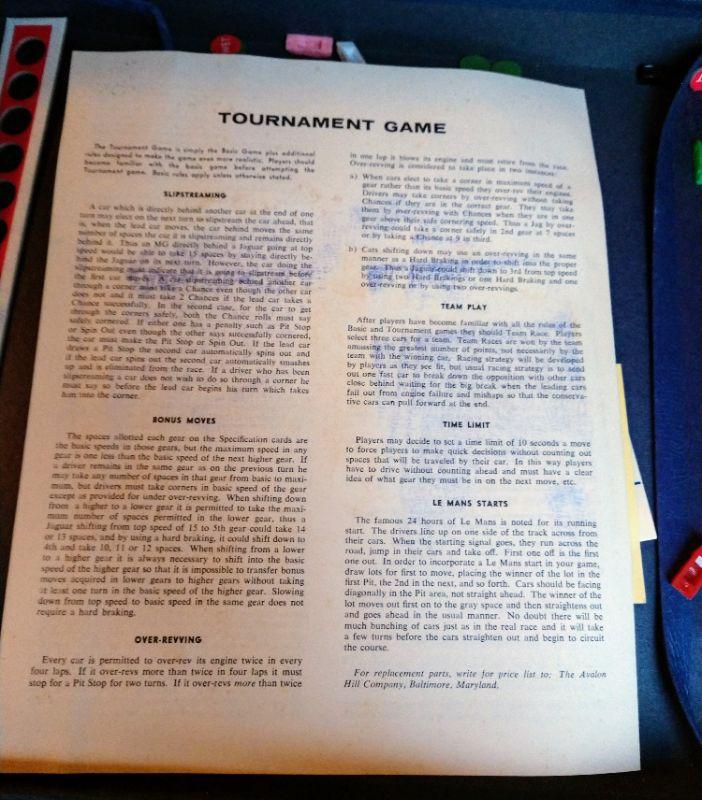 TOURNAMENT GAME
The Tournament Game is simply the Basic Game plus additional
rules designed to make the game even more realistic. Players should
become familiar with the basic game before attempting the
Tournament game. Basic rules apply unless otherwise stated.
SLIPSTREAMING
A car which is directly behind another car at the end of one
turn may elect on the next turn to slipstream the car ahead, that
is, when the lead car moves, the car behind moves the same
number of spaces the car it is slipstreaming and remains directly
behind it. Thus an MG directly behind a Jaguar going at top
speed would be able to take 15 spaces by staying directly be-
hind the Jaguar on its next turn. However, the car doing the
slipstreaming must indicate that it is going to slipstream before
the first car moves. A car slipstreaming behind another car
through a corner must take a Chance even though the other car
does not and it must take 2 Chances if the lead car takes a
Chance successfully. In the second case, for the car to get
through the corners safely, both the Chance rolls must say
safely cornered. If either one has a penalty such as Pit Stop
or Spin Out even though the other says successfully cornered,
the car must make the Pit Stop or Spin Out. If the lead car
draws a Pit Stop the second car automatically spins out and
if the lead car spins out the second car automatically smashes
up and is eliminated from the race. If a driver who has been
slipstreaming a car does not wish to do so through a corner he
must say so before the lead car begins his turn which takes
him into the corner.
BONUS MOVES
The spaces allotted each gear on the Specification cards are
the basic speeds in those gears, but the maximum speed in any
gear is one less than the basic speed of the next higher gear. If
a driver remains in the same gear as on the previous turn he
may take any number of spaces in that gear from basic to maxi-
mum, but drivers must take corners in basic speed of the gear
except as provided for under over-revving. When shifting down
from a higher to a lower gear it is permitted to take the maxi-
mum number of spaces permitted in the lower gear, thus a
Jaguar shifting from top speed of 15 to 5th gear could take 14
or 13 spaces, and by using a hard braking, it could shift down to
4th and take 10, 11 or 12 spaces. When shifting from a lower
to a higher gear it is always necessary to shift into the basic
speed of the higher gear so that it is impossible to transfer bonus
moves acquired in lower gears to higher gears without taking
at least one turn in the basic speed of the higher gear. Slowing
down from top speed to basic speed in the same gear does not
require a hard braking.
OVER-REVVING
Every car is permitted to over-rev its engine twice in every
four laps. If it over-revs more than twice in four laps it must
stop for a Pit Stop for two turns. If it over-revs more than twice
in one lap it blows its engine and must retire from the race.
Over-revving is considered to take place in two instances:
a) When cars elect to take a corner in maximum speed of a
gear rather than its basic speed they over-rev their engines.
Drivers may take corners by over-revving without taking
Chances if they are in the correct gear. They may take
them by over-revving with Chances when they are in one
gear above their side cornering speed. Thus a Jag by over-
revving could take a corner safely in 2nd gear at 7 spaces
or by taking a Chance at 9 in third.
b) Cars shifting down may use an over-revving in the same
manner as a Hard Braking in order to shift into the proper
gear. Thus a Jaguar could shift down to 3rd from top speed
by using two Hard Brakings or one Hard Braking and one
over-revving or by using two over-revvings.
TEAM PLAY
After players have become familiar with all the rules of the
Basic and Tournament games they should Team Race. Players
select three cars for a team. Team Races are won by the team
amassing the greatest number of points, not necessarily by the
team with the winning car. Racing strategy will be developed
by players as they see fit, but usual racing strategy is to send
out one fast car to break down the opposition with other cars
close behind waiting for the big break when the leading cars
fall out from engine failure and mishaps so that the conserva-
tive cars can pull forward at the end.
TIME LIMIT
Players may decide to set a time limit of 10 seconds a move
to force players to make quick decisions without counting out
spaces that will be traveled by their car. In this way players
have to drive without counting ahead and must have a clear
idea of what gear they must be in on the next move, etc.
LE MANS STARTS
The famous 24 hours of Le Mans is noted for its running
start. The drivers line up on one side of the track across from
their cars. When the starting signal goes, they run across the
road, jump in their cars and take off. First one off is the first
one out. In order to incorporate a Le Mans start in your game,
draw lots for first to move, placing the winner of the lot in the
first Pit, the 2nd in the next, and so forth. Cars should be facing
diagonally in the Pit area, not straight ahead. The winner of the
lot moves out first on to the gray space and then straightens out
and goes ahead in the usual manner. No doubt there will be
much bunching of cars just as in the real race and it will take
a few turns before the cars straighten out and begin to circuit
the course.
For replacement parts, write for price list to: The Avalon
Hill Company, Baltimore, Maryland.